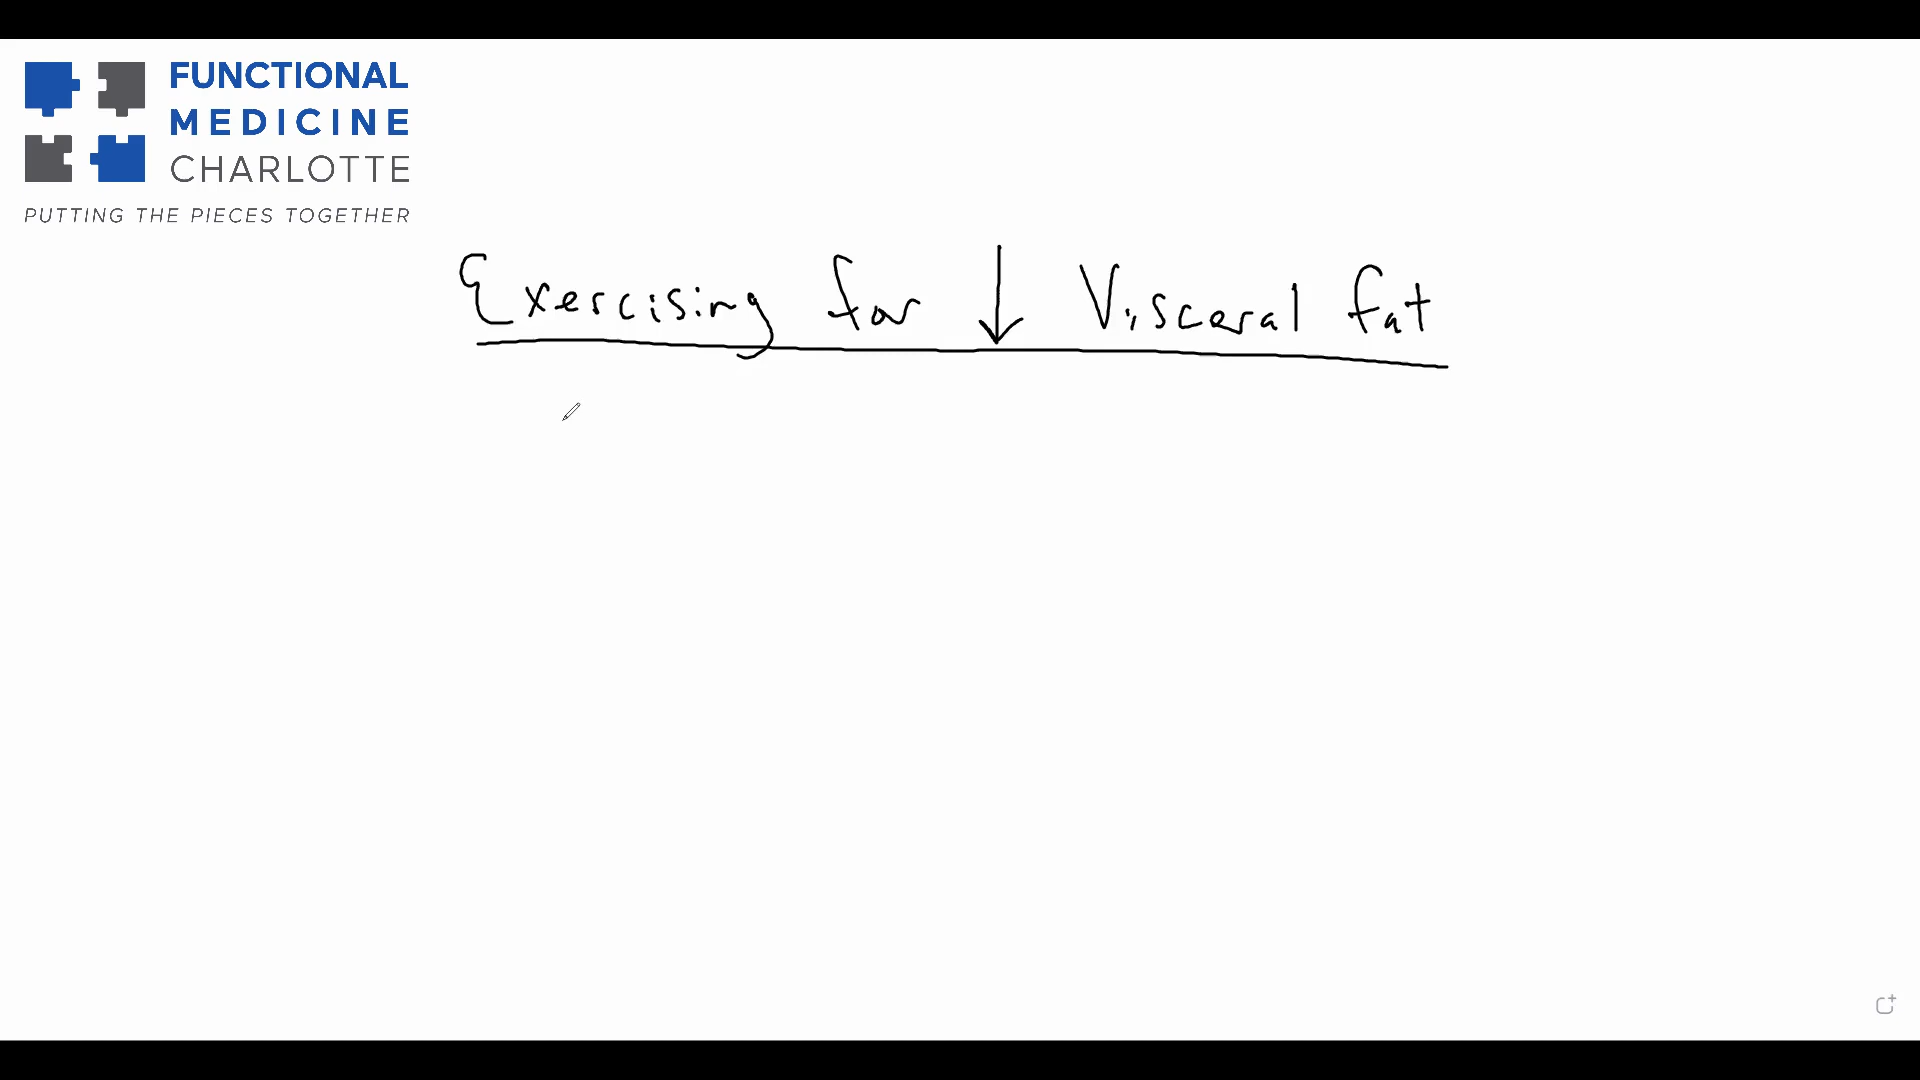 FUNCTIONAL
MEDICINE
CHARLOTTE
PUTTING THE PIECES TOGETHER
Exercising for ↓ Visceral fat